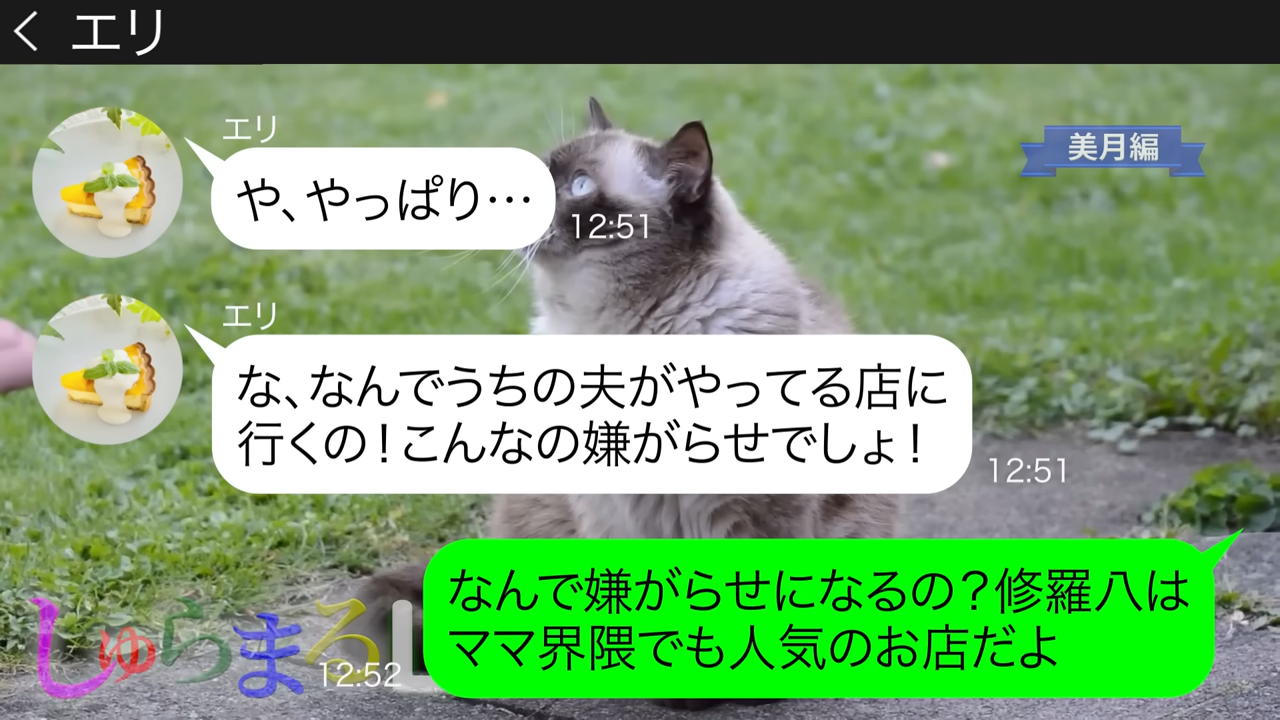 エリ
美月編
エリ
や、やっぱり…
12:51
エリ
な、なんでうちの夫がやってる店に
行くの！こんなの嫌がらせでしょ！
12:51
なんで嫌がらせになるの？修羅八は
ママ界隈でも人気のお店だよ
12:52
しゅらまろ